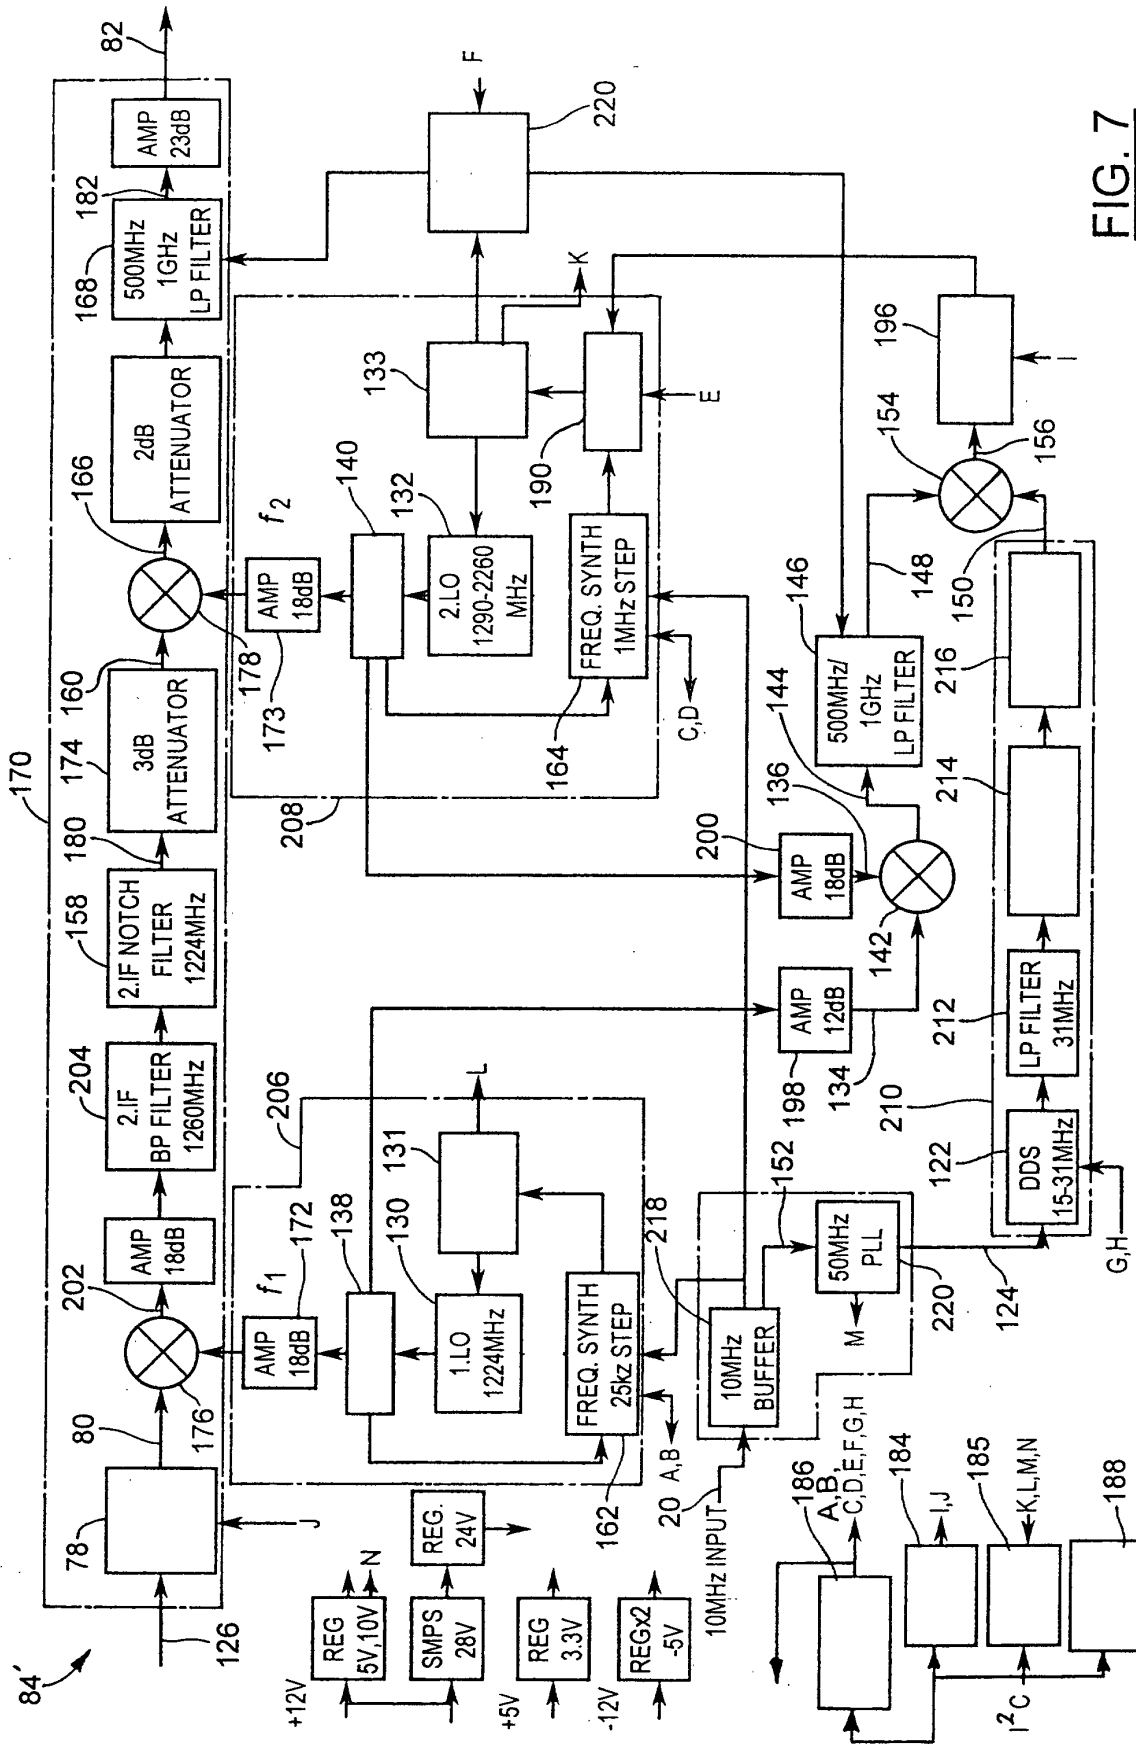 84'
126
78
J
80
176
202
AMP
18dB
204
2.IF
BP FILTER
1260MHz
158
2.IF NOTCH
FILTER
1224MHz
180
170
174
3dB
ATTENUATOR
160
178
166
2dB
ATTENUATOR
168
500MHz
1GHz
LP FILTER
182
AMP
23dB
82
+12V
REG
5V,10V
N
SMPS
28V
REG.
24V
+5V
REG
3.3V
-12V
REGx2
-5V
f1
AMP
18dB
172
138
1.LO
1224MHz
130
131
L
206
FREQ. SYNTH
25kz STEP
162
A,B
f2
AMP
18dB
173
140
2.LO
1290-2260
MHz
132
133
K
190
E
FREQ. SYNTH
1MHz STEP
164
C,D
208
220
F
20
10MHz INPUT
10MHz
BUFFER
218
152
50MHz
PLL
M
220
124
AMP
12dB
198
134
AMP
18dB
200
136
142
144
500MHz/
1GHz
LP FILTER
146
148
150
154
156
196
I
210
122
DDS
15-31MHz
G,H
212
LP FILTER
31MHz
214
216
186
A,B,
C,D,E,F,G,H
184
I,J
185
K,L,M,N
188
I²C
FIG. 7